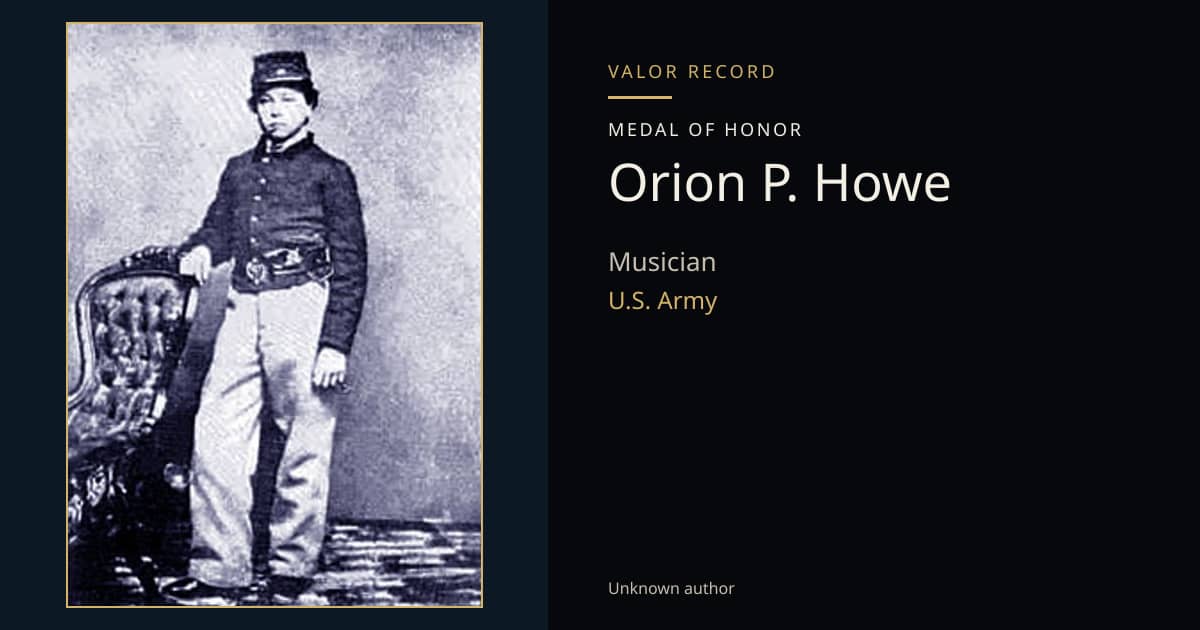 VALOR RECORD
MEDAL OF HONOR
Orion P. Howe
Musician
U.S. Army
Unknown author